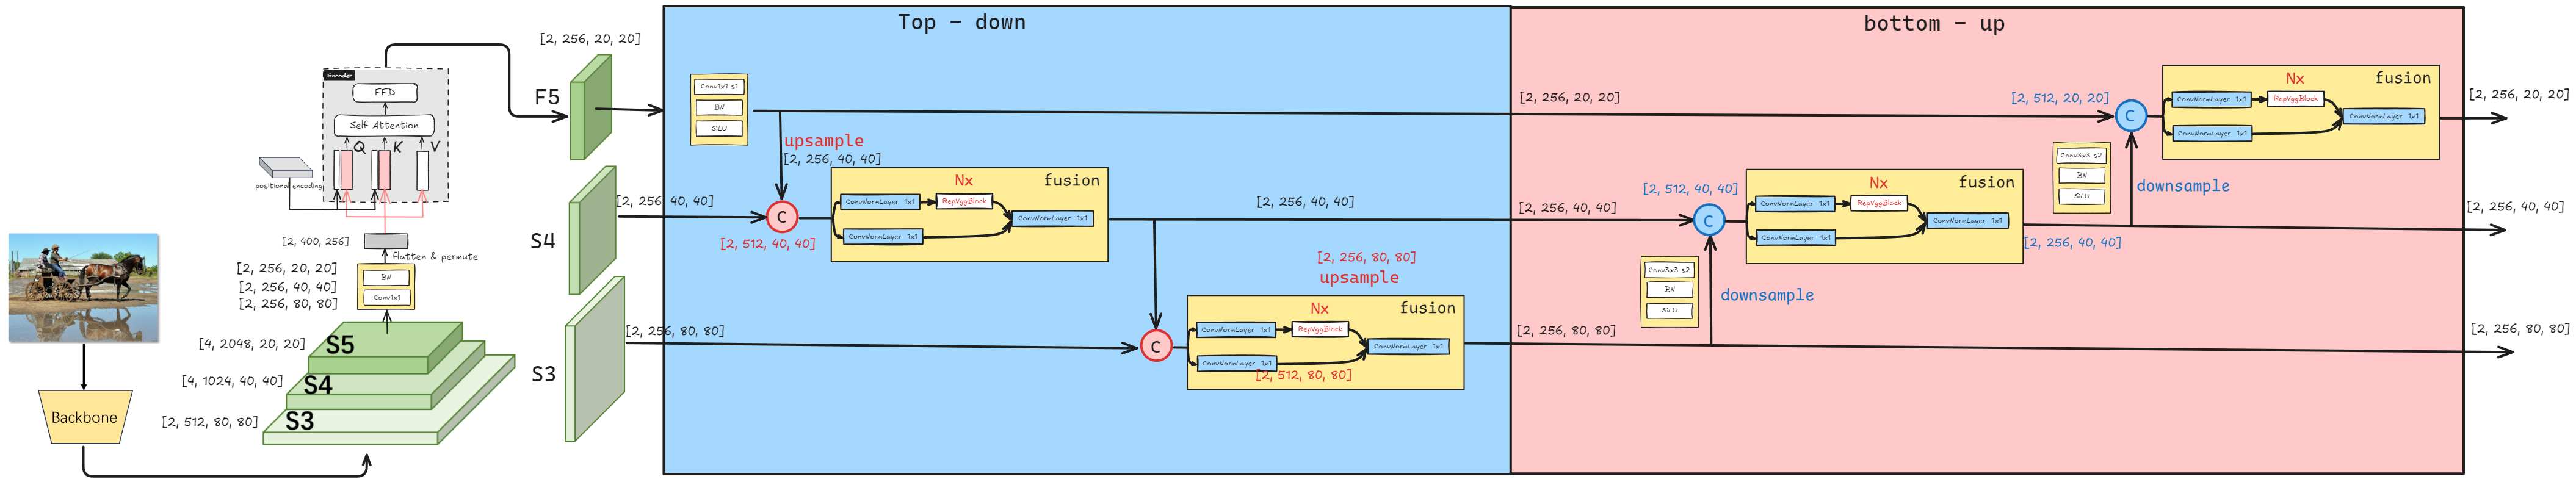 Backbone
[2, 512, 80, 80]
S3
[4, 1024, 40, 40]
S4
[4, 2048, 20, 20]
S5
Conv1x1
BN
[2, 256, 20, 20]
[2, 256, 40, 40]
[2, 256, 80, 80]
flatten & permute
[2, 400, 256]
positional encoding
Encoder
FFD
Self Attention
Q
K
V
[2, 256, 20, 20]
F5
S4
S3
Top - down
Conv1x1 s1
BN
SiLU
upsample
[2, 256, 40, 40]
[2, 256, 40, 40]
C
[2, 512, 40, 40]
Nx
fusion
ConvNormLayer 1x1
RepVggBlock
ConvNormLayer 1x1
ConvNormLayer 1x1
[2, 256, 40, 40]
[2, 256, 80, 80]
upsample
[2, 256, 80, 80]
C
Nx
fusion
ConvNormLayer 1x1
RepVggBlock
ConvNormLayer 1x1
ConvNormLayer 1x1
[2, 512, 80, 80]
bottom - up
[2, 256, 20, 20]
[2, 256, 40, 40]
[2, 256, 80, 80]
Conv3x3 s2
BN
SiLU
downsample
[2, 512, 40, 40]
C
Nx
fusion
ConvNormLayer 1x1
RepVggBlock
ConvNormLayer 1x1
ConvNormLayer 1x1
[2, 256, 40, 40]
Conv3x3 s2
BN
SiLU
downsample
[2, 512, 20, 20]
C
Nx
fusion
ConvNormLayer 1x1
RepVggBlock
ConvNormLayer 1x1
ConvNormLayer 1x1
[2, 256, 20, 20]
[2, 256, 40, 40]
[2, 256, 80, 80]